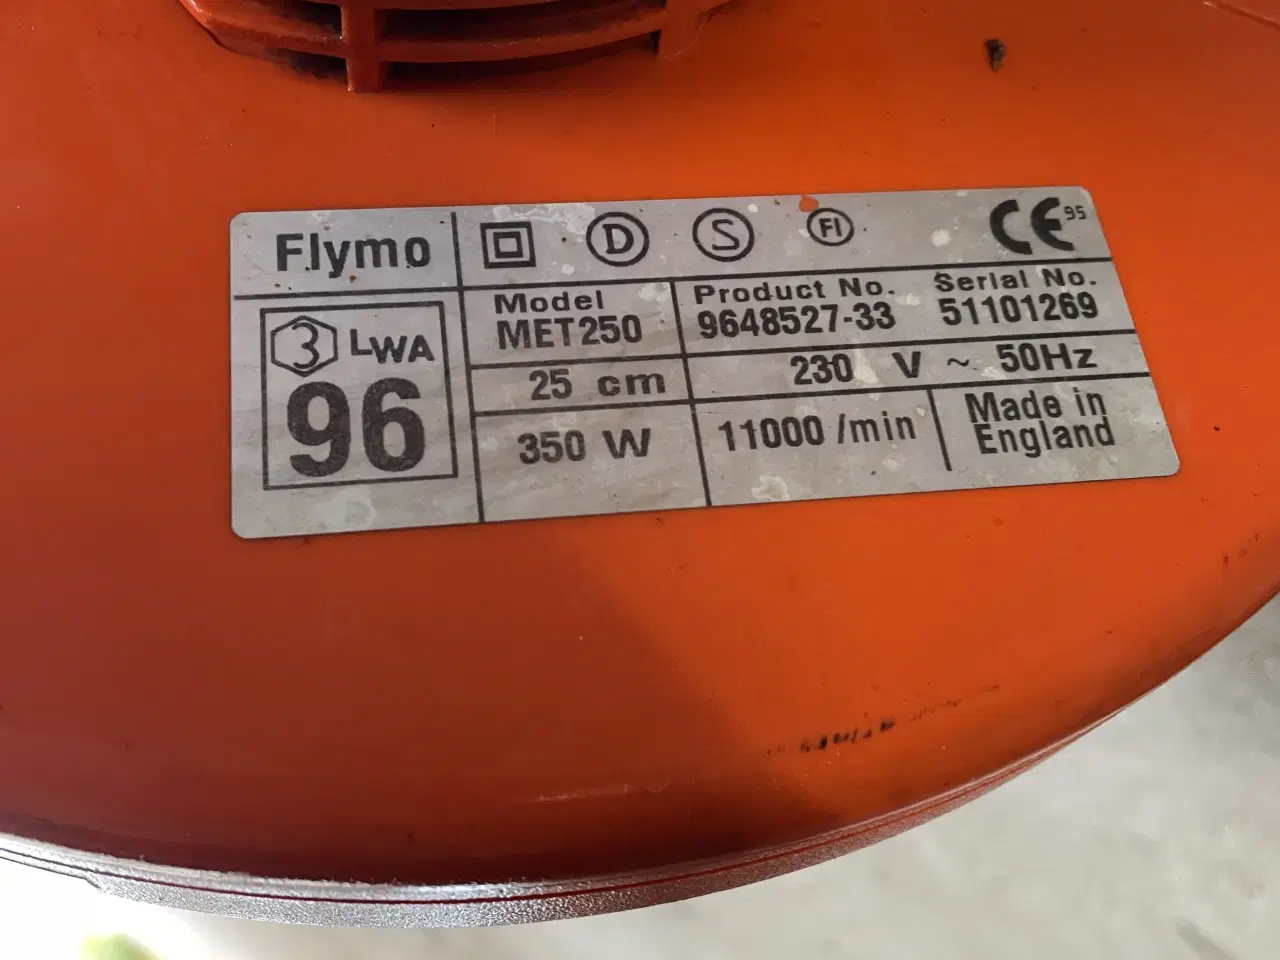 Flymo
D S FI CE 95
3 LWA
96
Model
MET250
Product No.
9648527-33
Serial No.
51101269
25 cm
230 V ~ 50Hz
350 W
11000 /min
Made in
England